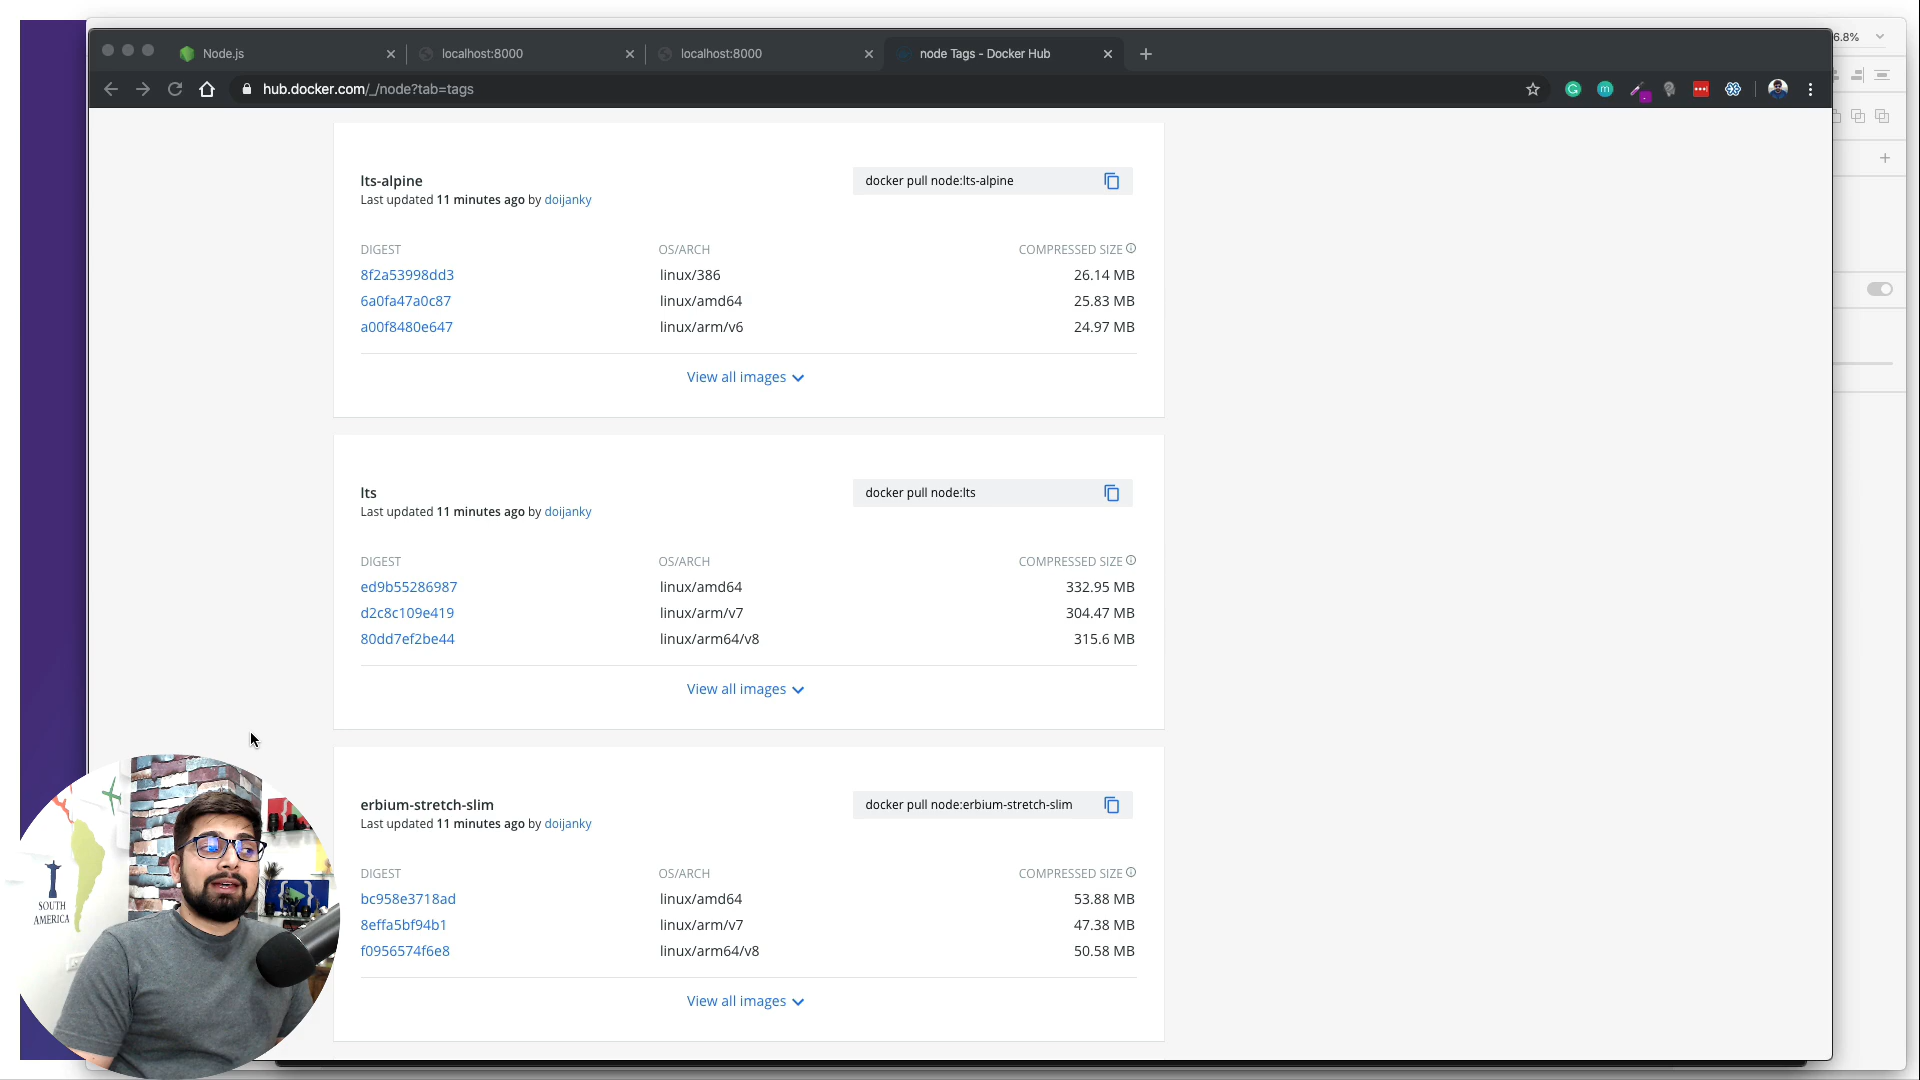 Node.js
localhost:8000
localhost:8000
node Tags - Docker Hub
6.8%
hub.docker.com/_/node?tab=tags
lts-alpine
docker pull node:lts-alpine
Last updated 11 minutes ago by doijanky
DIGEST OS/ARCH COMPRESSED SIZE
8f2a53998dd3 linux/386 26.14 MB
6a0fa47a0c87 linux/amd64 25.83 MB
a00f8480e647 linux/arm/v6 24.97 MB
View all images
lts
docker pull node:lts
Last updated 11 minutes ago by doijanky
DIGEST OS/ARCH COMPRESSED SIZE
ed9b55286987 linux/amd64 332.95 MB
d2c8c109e419 linux/arm/v7 304.47 MB
80dd7ef2be44 linux/arm64/v8 315.6 MB
View all images
erbium-stretch-slim
docker pull node:erbium-stretch-slim
Last updated 11 minutes ago by doijanky
DIGEST OS/ARCH COMPRESSED SIZE
bc958e3718ad linux/amd64 53.88 MB
8effa5bf94b1 linux/arm/v7 47.38 MB
f0956574f6e8 linux/arm64/v8 50.58 MB
View all images
SOUTH
AMERICA